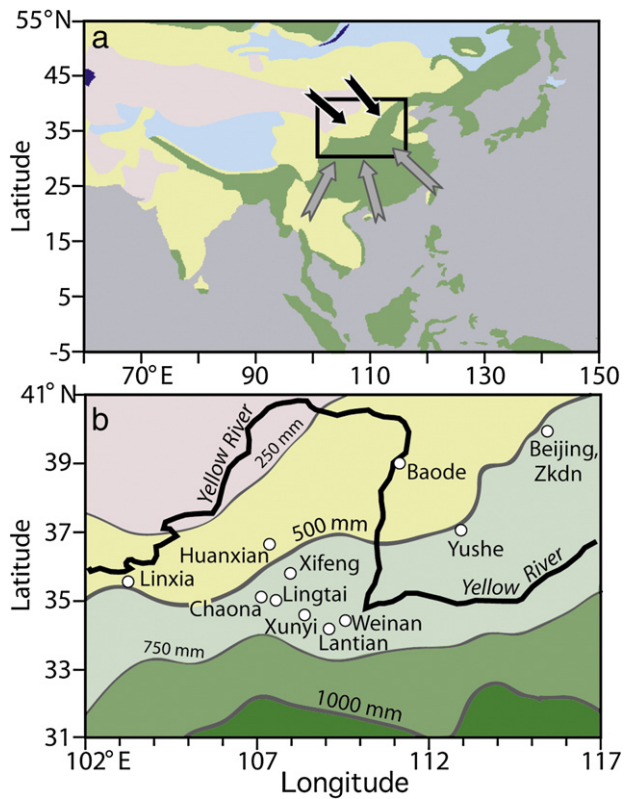 55°N
a
45
35
25
15
5
-5
Latitude
70°E
90
110
130
150
41° N
b
39
37
35
33
31
Latitude
Yellow River
250 mm
Baode
Beijing,
Zkdn
500 mm
Huanxian
Xifeng
Yushe
Linxia
Yellow River
Chaona
Lingtai
Xunyi
Weinan
Lantian
750 mm
1000 mm
102°E
107
112
117
Longitude